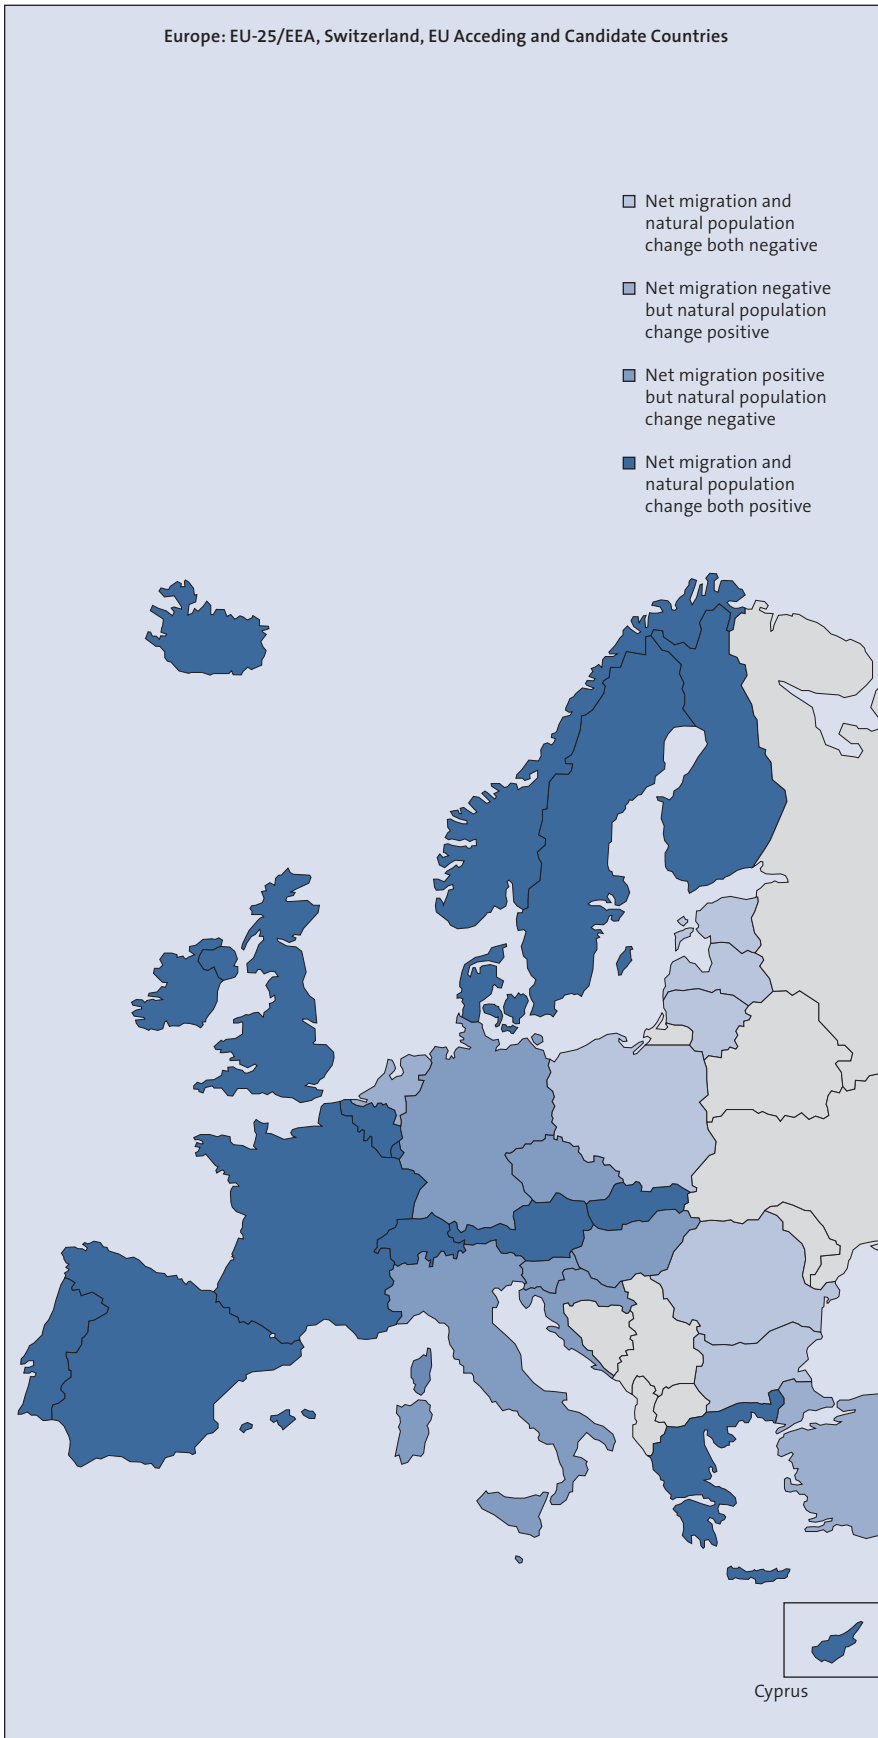 Europe: EU-25/EEA, Switzerland, EU Acceding and Candidate Countries
Net migration and
natural population
change both negative
Net migration negative
but natural population
change positive
Net migration positive
but natural population
change negative
Net migration and
natural population
change both positive
Cyprus